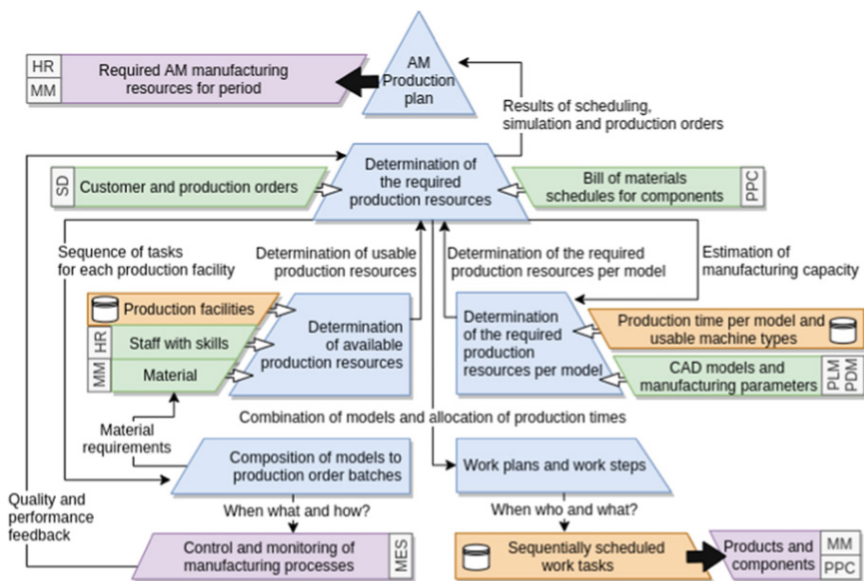 AM
Production
plan
HR
MM
Required AM manufacturing
resources for period
Results of scheduling,
simulation and production orders
Determination of
the required
production resources
SD
Customer and production orders
Bill of materials
schedules for components
PPC
Sequence of tasks
for each production facility
Determination of usable
production resources
Determination of the required
production resources per model
Estimation of
manufacturing capacity
Production facilities
HR
Staff with skills
MM
Material
Determination
of available
production resources
Determination
of the required
production
resources per model
Production time per model and
usable machine types
CAD models and
manufacturing parameters
PLM
PDM
Material
requirements
Combination of models and allocation of production times
Composition of models to
production order batches
Work plans and work steps
Quality and
performance
feedback
When what and how?
When who and what?
Control and monitoring of
manufacturing processes
MES
Sequentially scheduled
work tasks
Products and
components
MM
PPC